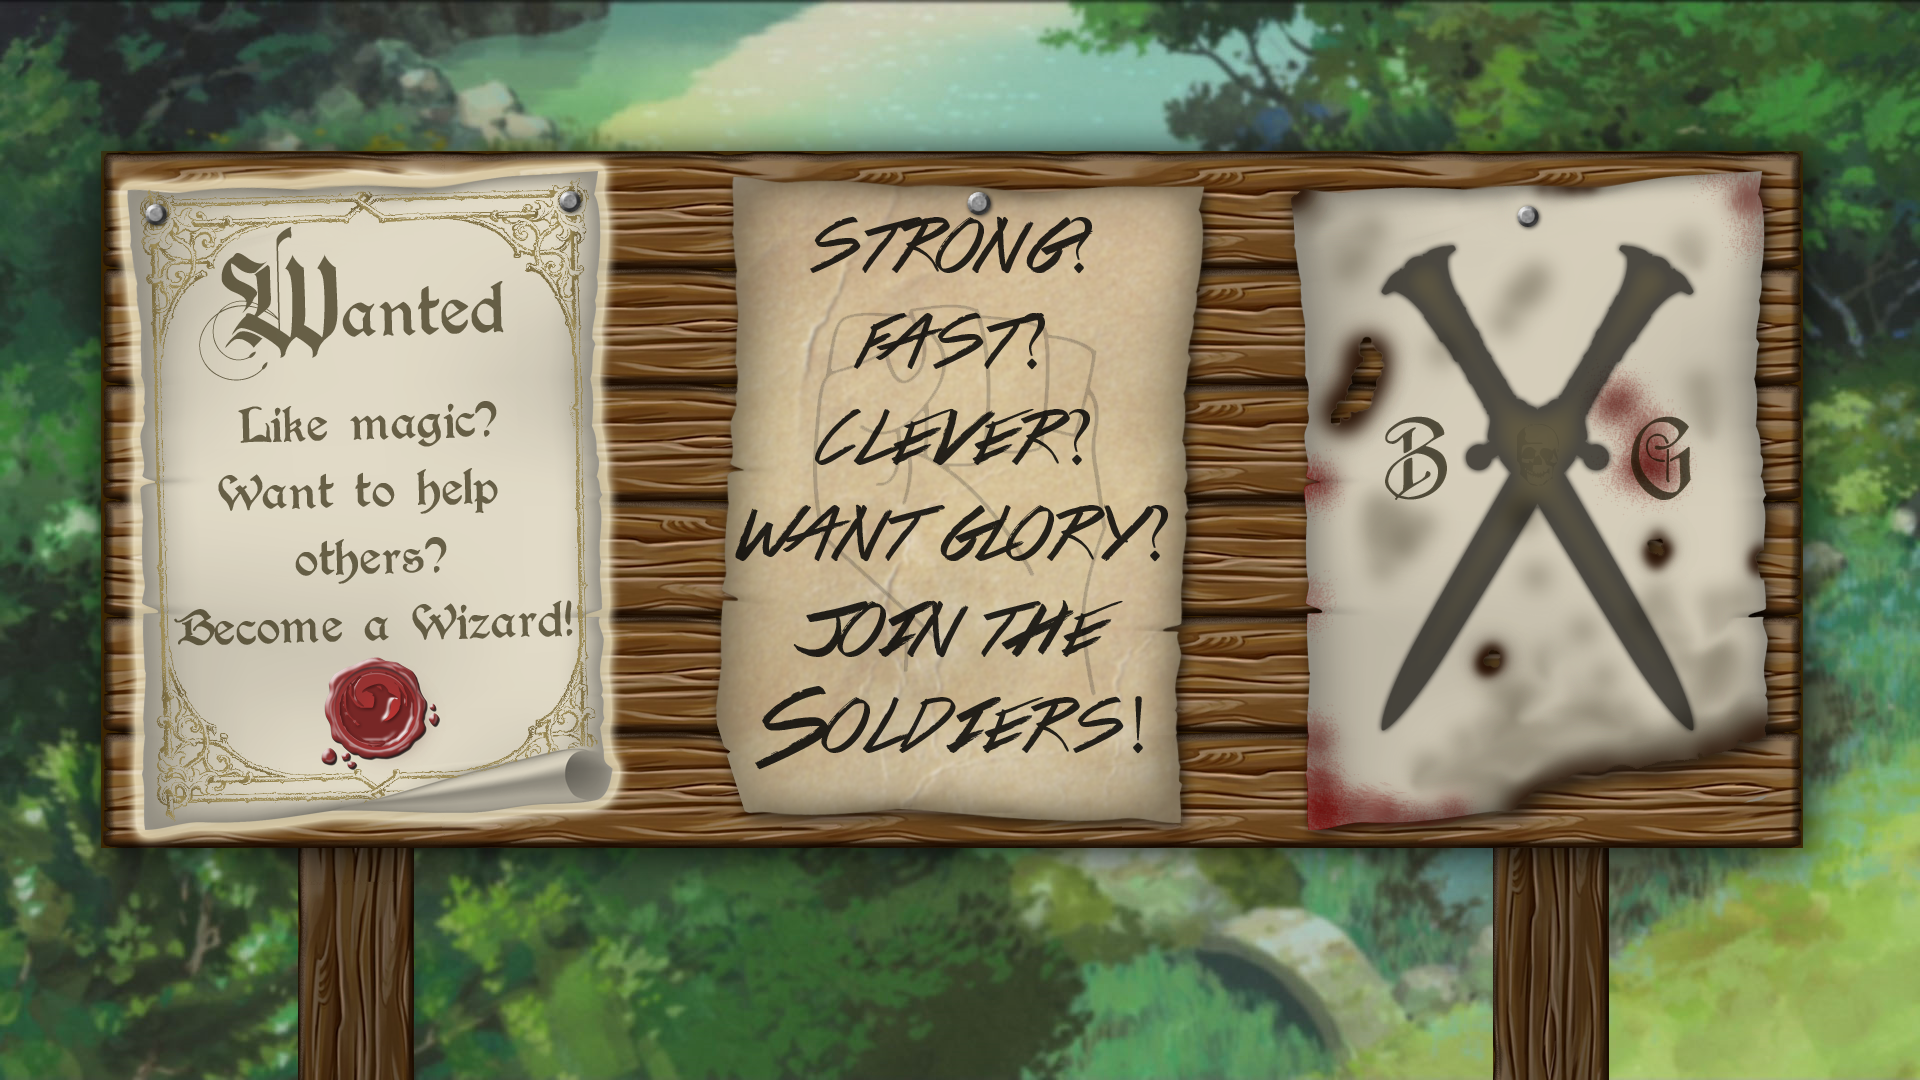 Wanted
Like magic?
Want to help
others?
Become a Wizard!
STRONG?
FAST?
CLEVER?
WANT GLORY?
JOIN THE
SOLDIERS!
B G